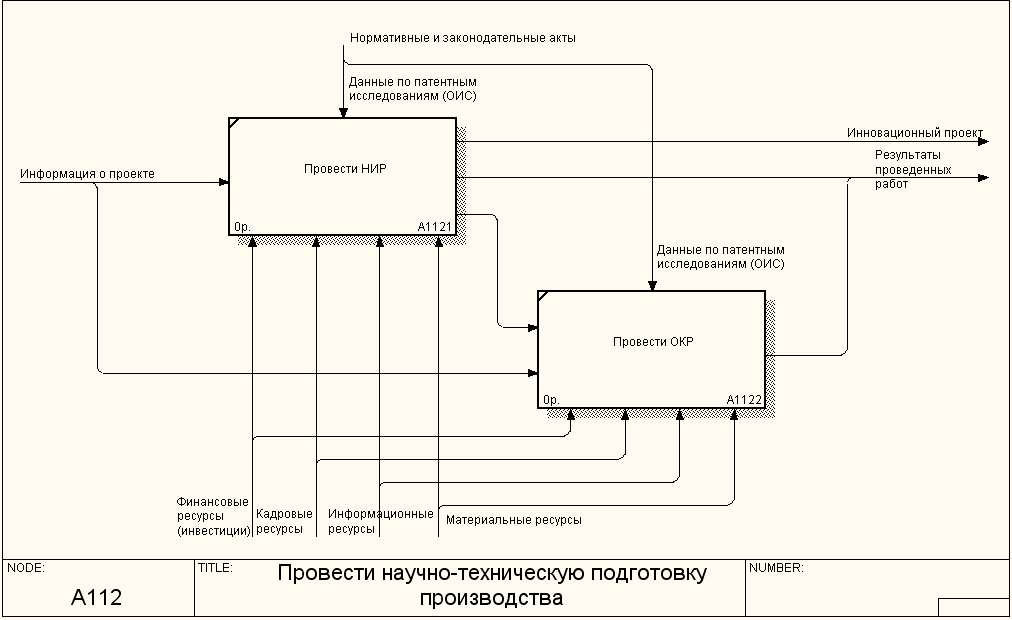 Нормативные и законодательные акты
Данные по патентным
исследованиям (ОИС)
Инновационный проект
Результаты
проведенных
работ
Информация о проекте
Провести НИР
0р.
A1121
Данные по патентным
исследованиям (ОИС)
Провести ОКР
0р.
A1122
Финансовые
ресурсы
(инвестиции)
Кадровые
ресурсы
Информационные
ресурсы
Материальные ресурсы
NODE:
A112
TITLE:
Провести научно-техническую подготовку
производства
NUMBER: